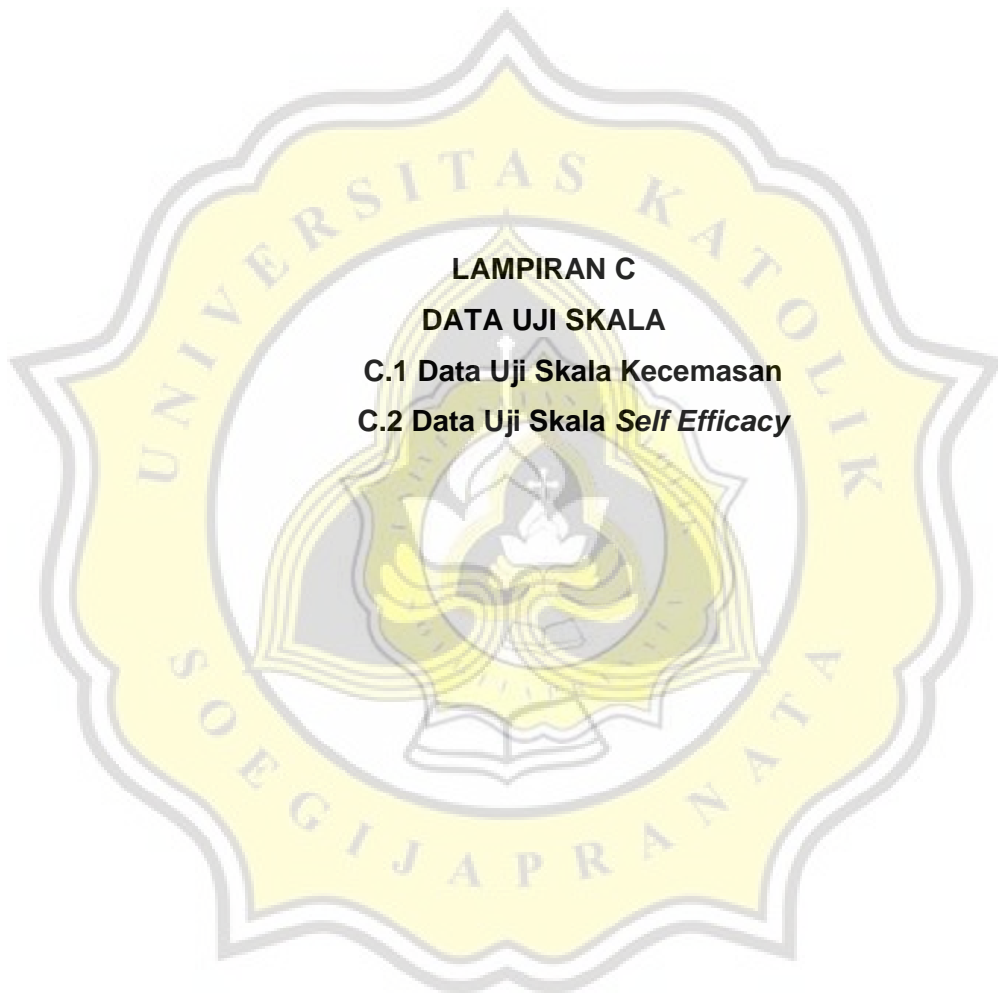 UNIVERSITAS KATOLIK
LAMPIRAN C
DATA UJI SKALA
C.1 Data Uji Skala Kecemasan
C.2 Data Uji Skala Self Efficacy
SOEGIJAPRANATA